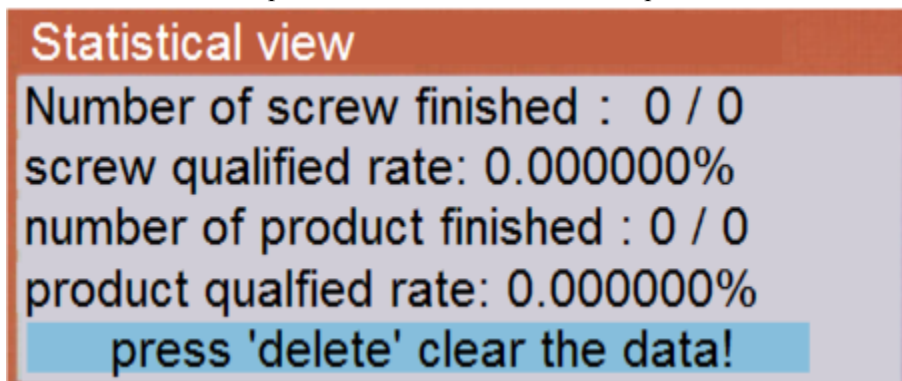 Statistical view
Number of screw finished : 0 / 0
screw qualified rate: 0.000000%
number of product finished : 0 / 0
product qualfied rate: 0.000000%
press 'delete' clear the data!